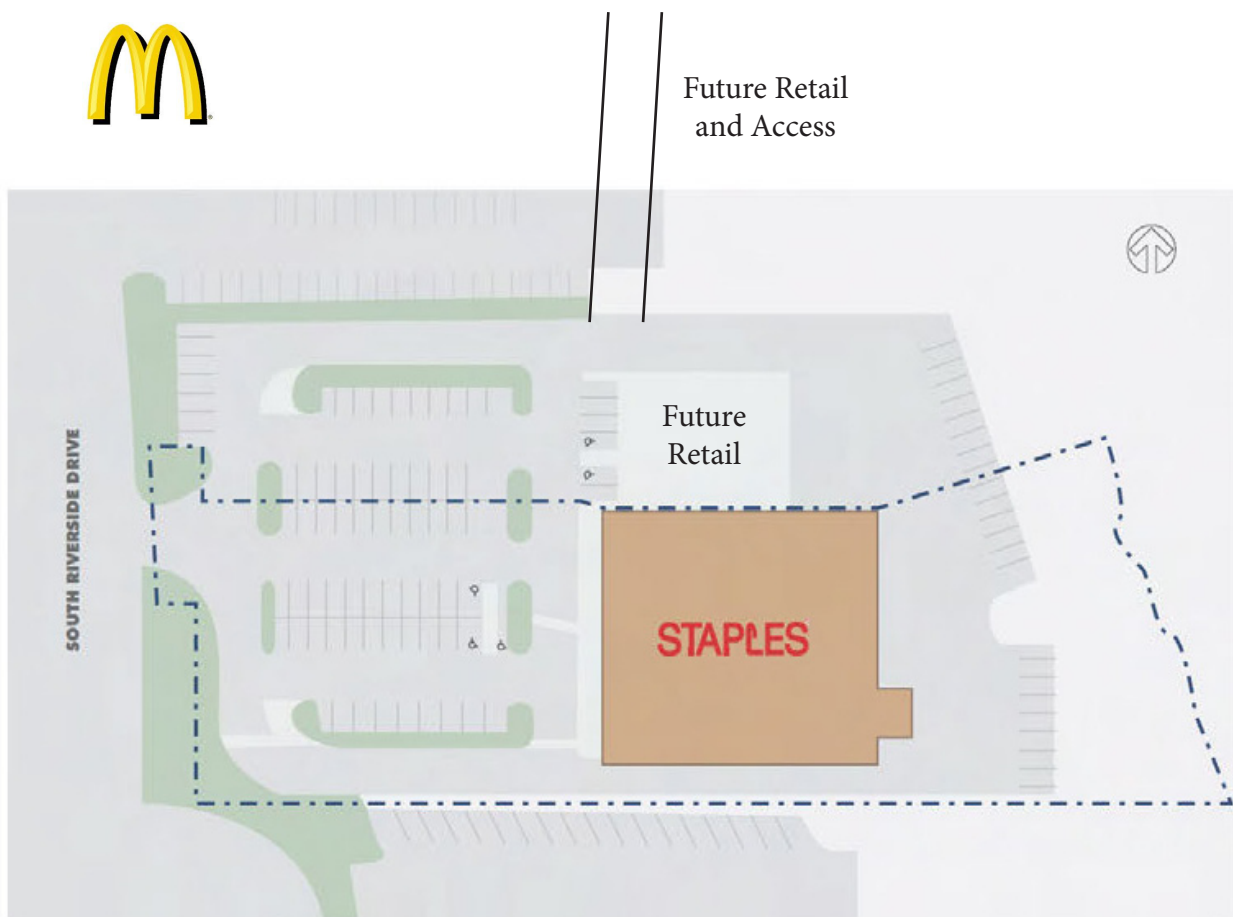 Future Retail
and Access
Future
Retail
SOUTH RIVERSIDE DRIVE
STAPLES